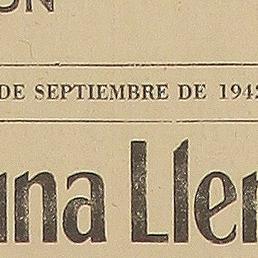 ON
DE SEPTIEMBRE DE 194
una Lle